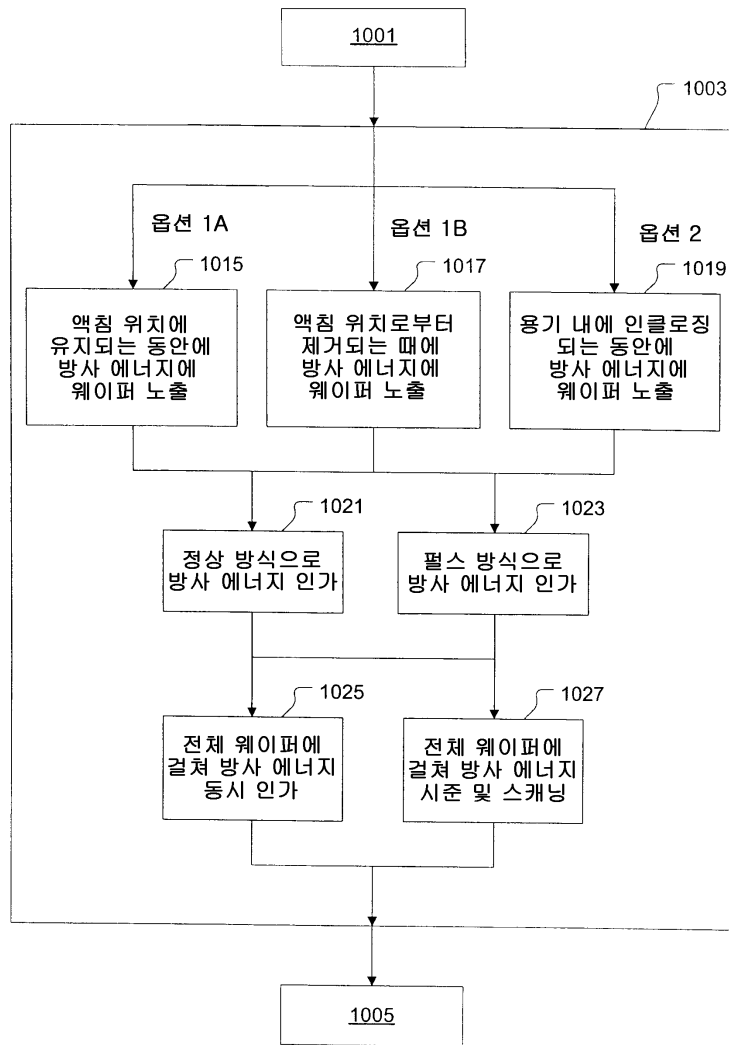 1001
1003
옵션 1A
옵션 1B
옵션 2
1015
1017
1019
액침 위치에
유지되는 동안에
방사 에너지에
웨이퍼 노출
액침 위치로부터
제거되는 때에
방사 에너지에
웨이퍼 노출
용기 내에 인클로징
되는 동안에
방사 에너지에
웨이퍼 노출
1021
1023
정상 방식으로
방사 에너지 인가
펄스 방식으로
방사 에너지 인가
1025
1027
전체 웨이퍼에
걸쳐 방사 에너지
동시 인가
전체 웨이퍼에
걸쳐 방사 에너지
시준 및 스캐닝
1005